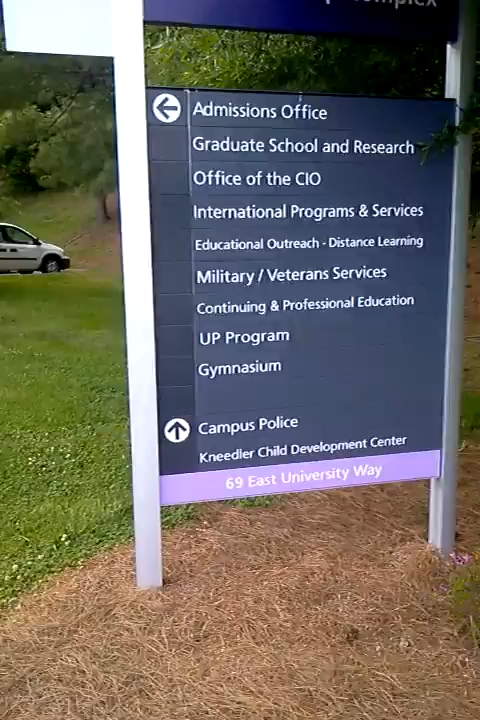 Complex
Admissions Office
Graduate School and Research
Office of the CIO
International Programs & Services
Educational Outreach - Distance Learning
Military / Veterans Services
Continuing & Professional Education
UP Program
Gymnasium
Campus Police
Kneedler Child Development Center
69 East University Way